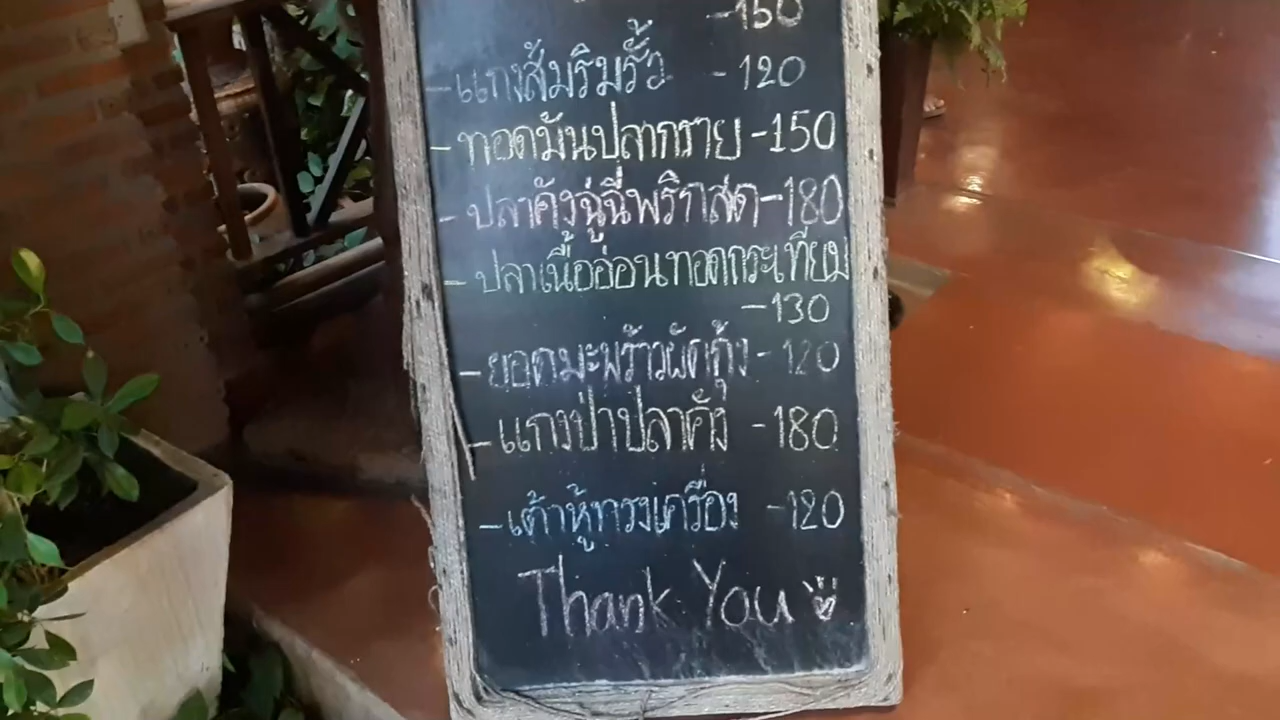 -150
-แกงส้มริมรั้ว -120
-ทอดมันปลากราย -150
-ปลาคังฉู่ฉี่พริกสด -180
-ปลาเนื้ออ่อนทอดกระเทียม
-130
-ยอดมะพร้าวผัดกุ้ง -120
-แกงป่าปลาคัง -180
-เต้าหู้ทรงเครื่อง -120
Thank You